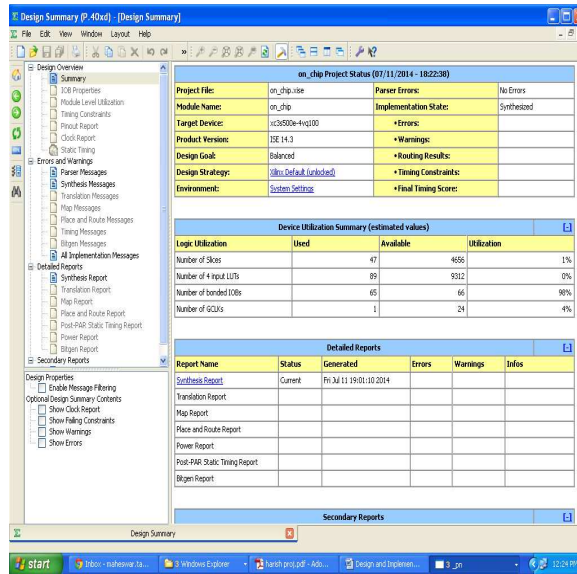 Design Summary (P.40xd) - [Design Summary]
File Edit View Window Layout Help
Design Overview
Summary
IOB Properties
Module Level Utilization
Timing Constraints
Pinout Report
Clock Report
Static Timing
Errors and Warnings
Parser Messages
Synthesis Messages
Translation Messages
Map Messages
Place and Route Messages
Timing Messages
Bitgen Messages
All Implementation Messages
Detailed Reports
Synthesis Report
Translation Report
Map Report
Place and Route Report
Post-PAR Static Timing Report
Power Report
Bitgen Report
Secondary Reports
Design Properties
Enable Message Filtering
Optional Design Summary Contents
Show Clock Report
Show Failing Constraints
Show Warnings
Show Errors
on_chip Project Status (07/11/2014 - 18:22:38)
Project File: on_chip.xise Parser Errors: No Errors
Module Name: on_chip Implementation State: Synthesized
Target Device: xc3s500e-4vq100 •Errors:
Product Version: ISE 14.3 •Warnings:
Design Goal: Balanced •Routing Results:
Design Strategy: Xilinx Default (unlocked) •Timing Constraints:
Environment: System Settings •Final Timing Score:
Device Utilization Summary (estimated values) [-]
Logic Utilization Used Available Utilization
Number of Slices 47 4656 1%
Number of 4 input LUTs 89 9312 0%
Number of bonded IOBs 65 66 98%
Number of GCLKs 1 24 4%
Detailed Reports [-]
Report Name Status Generated Errors Warnings Infos
Synthesis Report Current Fri Jul 11 19:01:10 2014
Translation Report
Map Report
Place and Route Report
Power Report
Post-PAR Static Timing Report
Bitgen Report
Secondary Reports [-]
Design Summary
start Inbox - maheswar.ta... 3 Windows Explorer harish proj.pdf - Ado... Design and Implemen... 3 _pn 12:24 PM